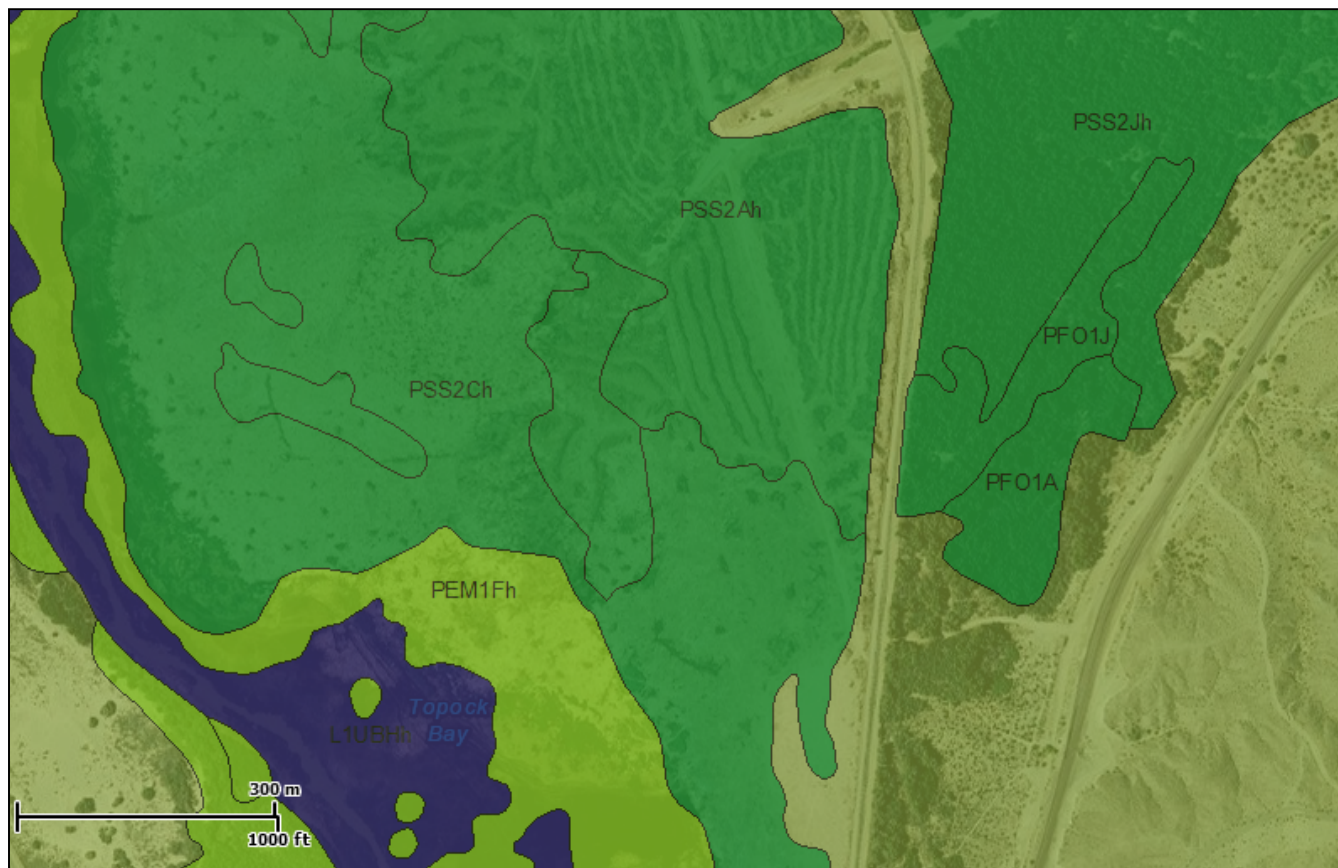 PSS2Jh
PSS2Ah
PFO1J
PSS2Ch
PFO1A
PEM1Fh
Topock
Bay
L1UBHh
300 m
1000 ft